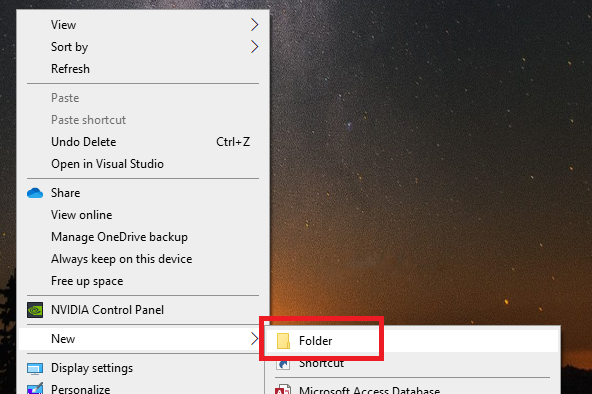 View
Sort by
Refresh
Paste
Paste shortcut
Undo Delete Ctrl+Z
Open in Visual Studio
Share
View online
Manage OneDrive backup
Always keep on this device
Free up space
NVIDIA Control Panel
New
Folder
Display settings
Shortcut
Personalize
Microsoft Access Database